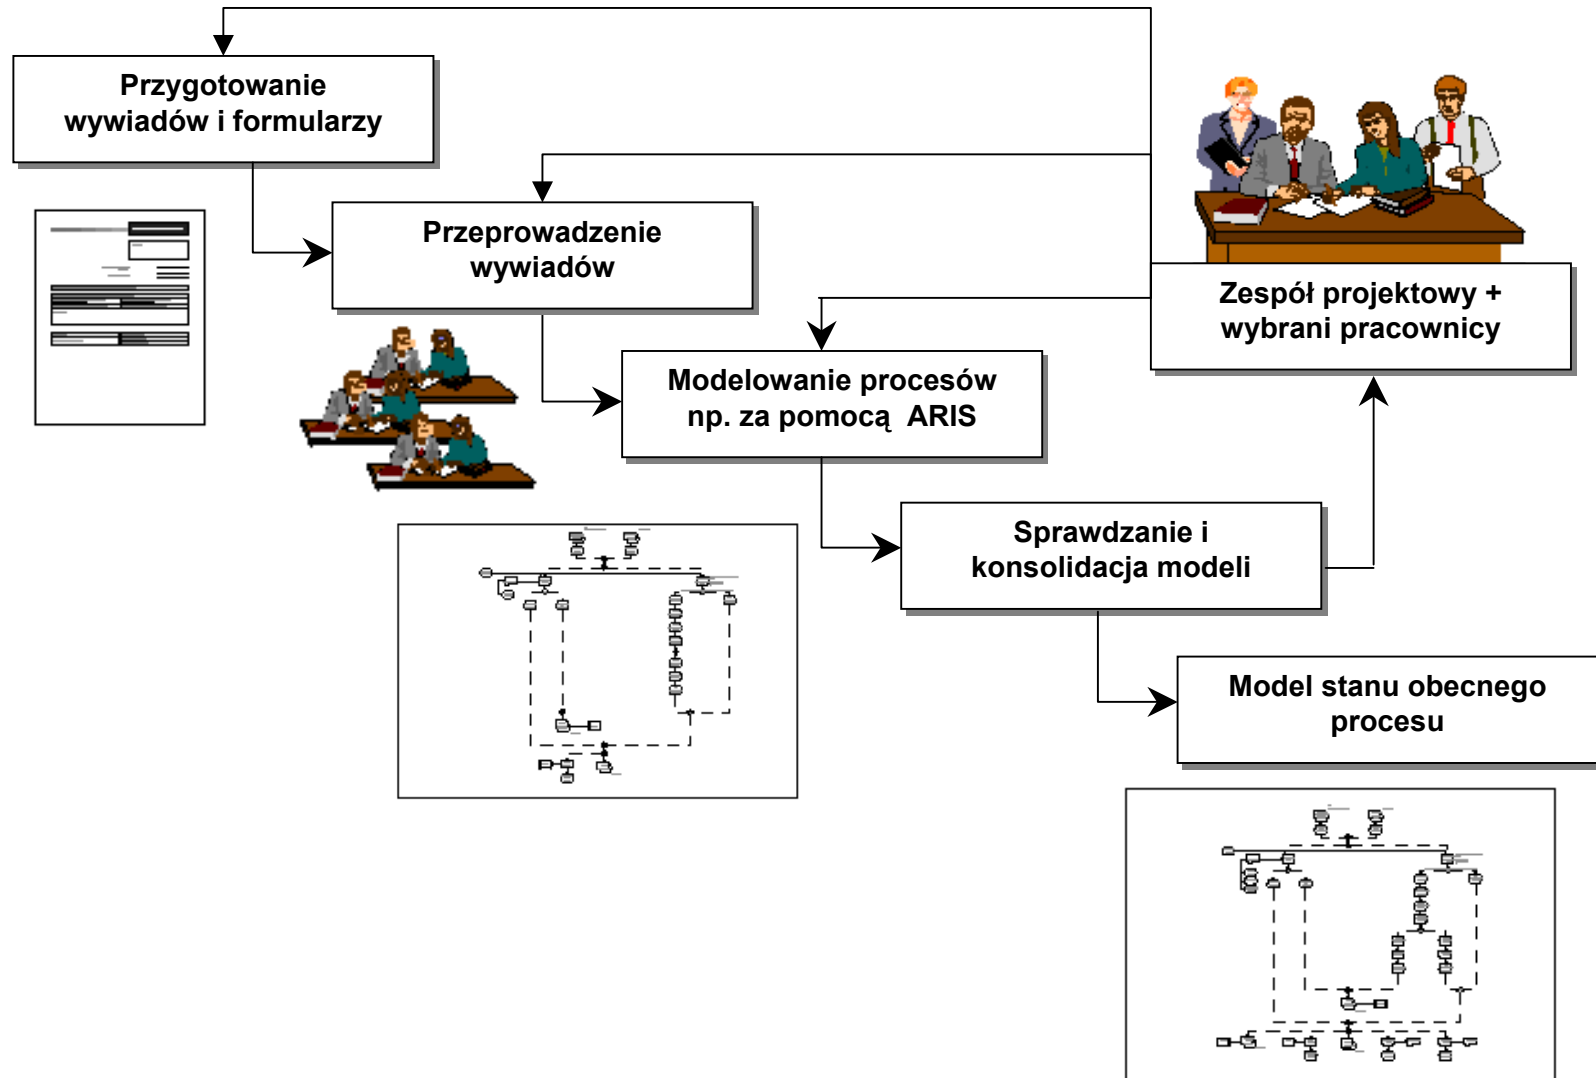 Przygotowanie
wywiadów i formularzy
Przeprowadzenie
wywiadów
Zespół projektowy +
wybrani pracownicy
Modelowanie procesów
np. za pomocą ARIS
Sprawdzanie i
konsolidacja modeli
Model stanu obecnego
procesu